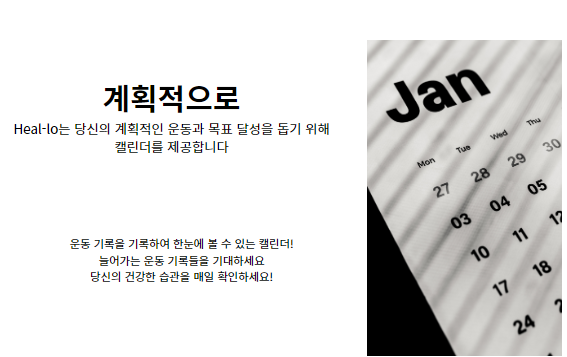 계획적으로
Heal-lo는 당신의 계획적인 운동과 목표 달성을 돕기 위해
캘린더를 제공합니다
운동 기록을 기록하여 한눈에 볼 수 있는 캘린더!
늘어가는 운동 기록들을 기대하세요
당신의 건강한 습관을 매일 확인하세요!
Jan
Mon Tue Wed Thu
27 28 29 30
03 04 05
10 11 12
17 18
24